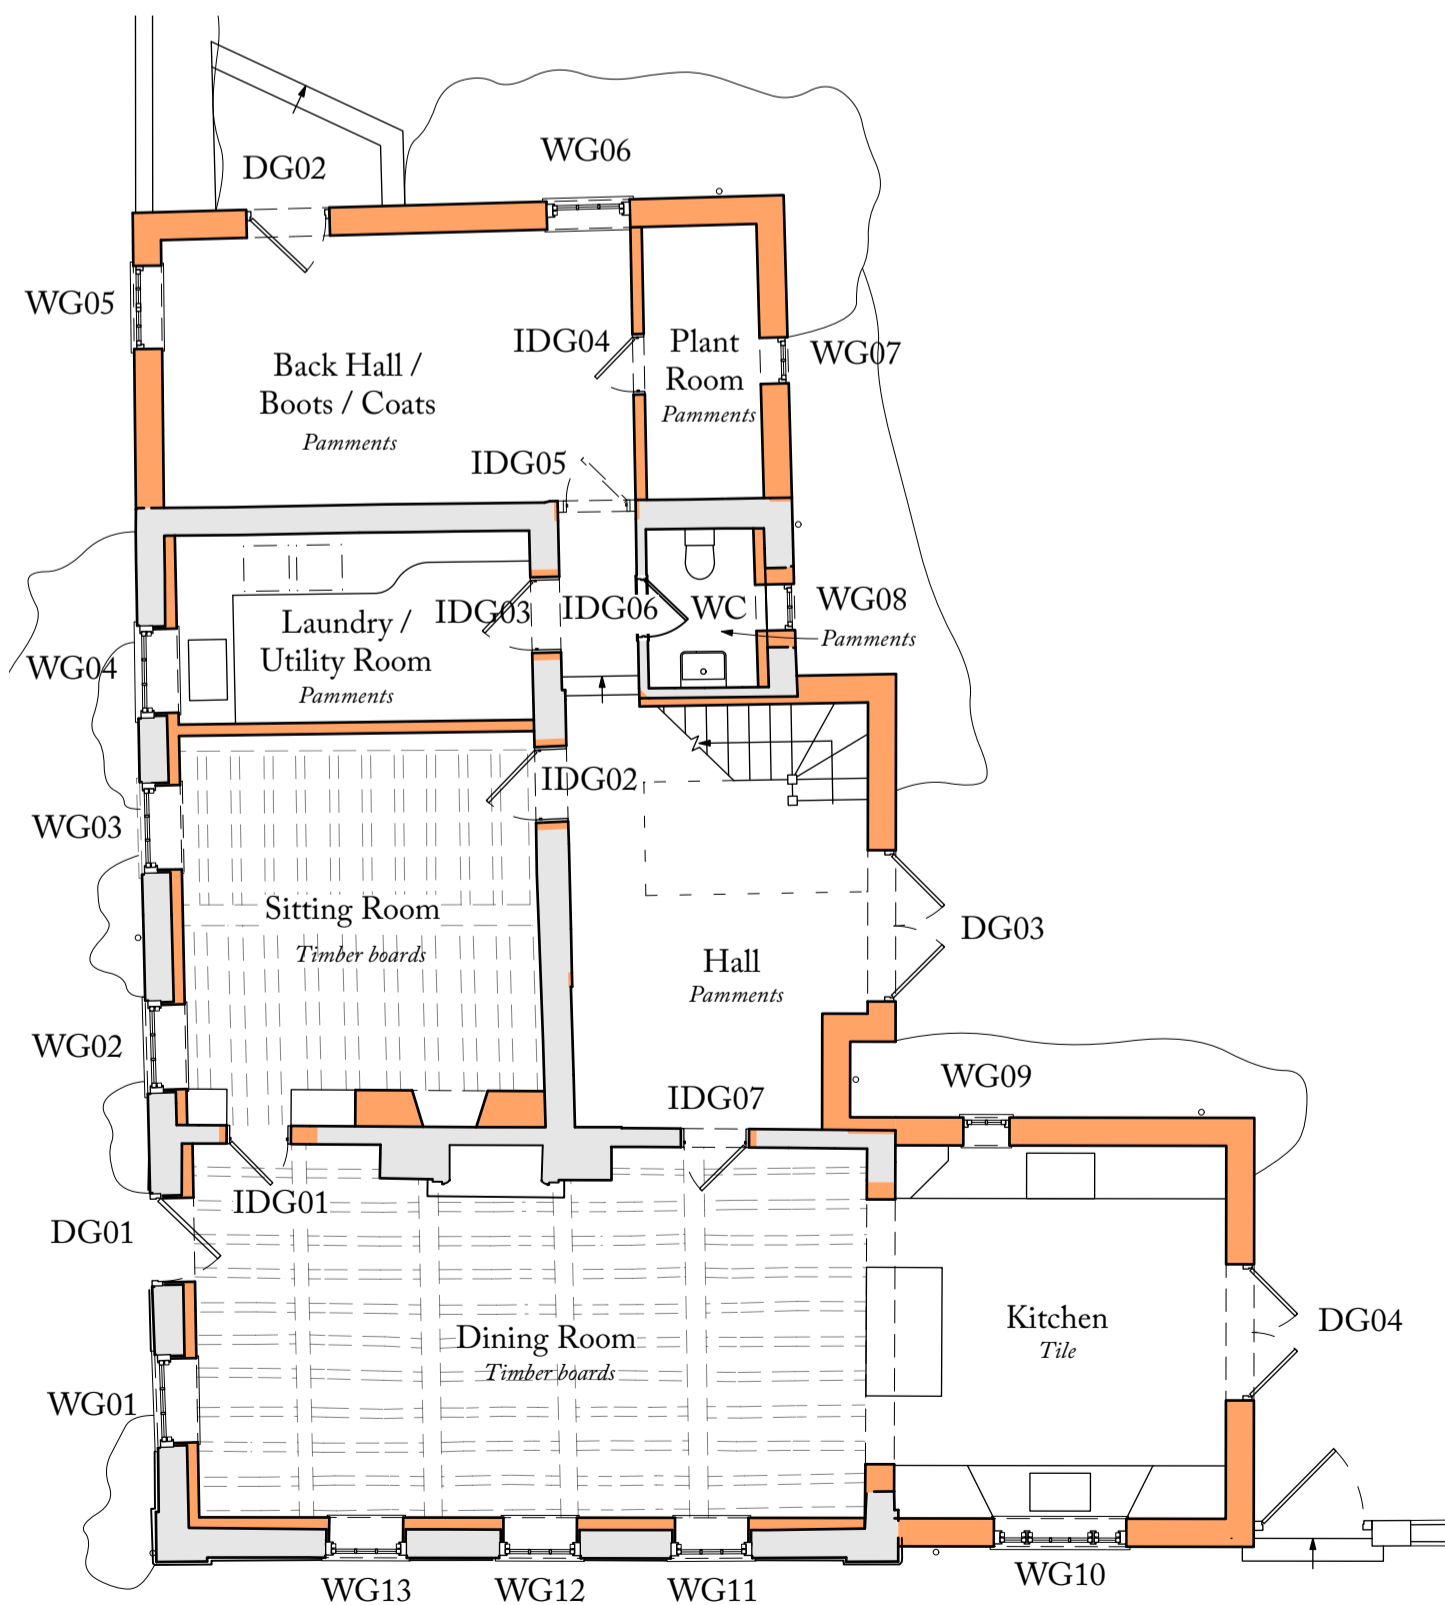 WG06
DG02
WG05
IDG04
Plant
Room
Pamments
WG07
Back Hall /
Boots / Coats
Pamments
IDG05
IDG03
IDG06
WC
WG08
Pamments
Laundry /
Utility Room
Pamments
WG04
IDG02
WG03
Sitting Room
Timber boards
DG03
Hall
Pamments
WG02
WG09
IDG07
IDG01
DG01
Kitchen
Tile
DG04
Dining Room
Timber boards
WG01
WG10
WG13
WG12
WG11